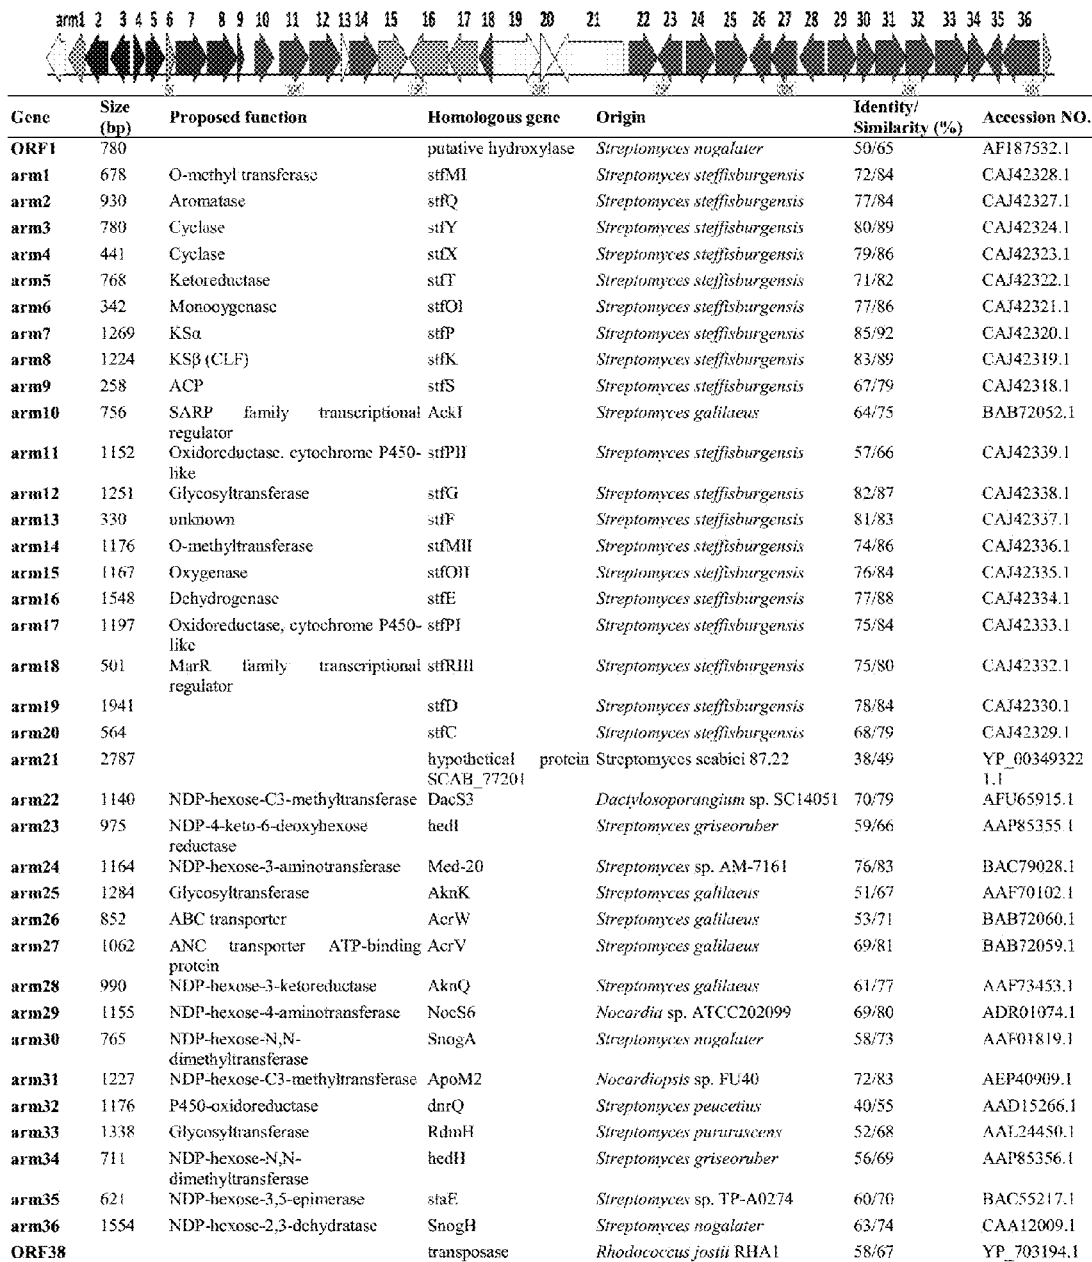 arm1 2 3 4 5 6 7 8 9 10 11 12 13 14 15 16 17 18 19 20 21 22 23 24 25 26 27 28 29 30 31 32 33 34 35 36
Gene Size (bp) Proposed function Homologous gene Origin Identity/ Similarity (%) Accession NO.
ORF1 780 putative hydroxylase Streptomyces nogalater 50/65 AF187532.1
arm1 678 O-methyl transferase stfMI Streptomyces steffisburgensis 72/84 CAJ42328.1
arm2 930 Aromatase stfQ Streptomyces steffisburgensis 77/84 CAJ42327.1
arm3 780 Cyclase stfY Streptomyces steffisburgensis 80/89 CAJ42324.1
arm4 441 Cyclase stfX Streptomyces steffisburgensis 79/86 CAJ42323.1
arm5 768 Ketoreductase stfT Streptomyces steffisburgensis 71/82 CAJ42322.1
arm6 342 Monooygenase stfOI Streptomyces steffisburgensis 77/86 CAJ42321.1
arm7 1269 KSα stfP Streptomyces steffisburgensis 85/92 CAJ42320.1
arm8 1224 KSβ (CLF) stfK Streptomyces steffisburgensis 83/89 CAJ42319.1
arm9 258 ACP stfS Streptomyces steffisburgensis 67/79 CAJ42318.1
arm10 756 SARP family transcriptional regulator AckI Streptomyces galilaeus 64/75 BAB72052.1
arm11 1152 Oxidoreductase, cytochrome P450-like stfPII Streptomyces steffisburgensis 57/66 CAJ42339.1
arm12 1251 Glycosyltransferase stfG Streptomyces steffisburgensis 82/87 CAJ42338.1
arm13 330 unknown stfF Streptomyces steffisburgensis 81/83 CAJ42337.1
arm14 1176 O-methyltransferase stfMII Streptomyces steffisburgensis 74/86 CAJ42336.1
arm15 1167 Oxygenase stfOII Streptomyces steffisburgensis 76/84 CAJ42335.1
arm16 1548 Dehydrogenase stfE Streptomyces steffisburgensis 77/88 CAJ42334.1
arm17 1197 Oxidoreductase, cytochrome P450-like stfPI Streptomyces steffisburgensis 75/84 CAJ42333.1
arm18 501 MarR family transcriptional regulator stfRIII Streptomyces steffisburgensis 75/80 CAJ42332.1
arm19 1941 stfD Streptomyces steffisburgensis 78/84 CAJ42330.1
arm20 564 stfC Streptomyces steffisburgensis 68/79 CAJ42329.1
arm21 2787 hypothetical protein SCAB_77201 Streptomyces scabiei 87.22 38/49 YP_003493221.1
arm22 1140 NDP-hexose-C3-methyltransferase DacS3 Dactylosporangium sp. SC14051 70/79 AFU65915.1
arm23 975 NDP-4-keto-6-deoxyhexose reductase hedI Streptomyces griseoruber 59/66 AAP85355.1
arm24 1164 NDP-hexose-3-aminotransferase Med-20 Streptomyces sp. AM-7161 76/83 BAC79028.1
arm25 1284 Glycosyltransferase AknK Streptomyces galilaeus 51/67 AAF70102.1
arm26 852 ABC transporter AcrW Streptomyces galilaeus 53/71 BAB72060.1
arm27 1062 ANC transporter ATP-binding protein AcrV Streptomyces galilaeus 69/81 BAB72059.1
arm28 990 NDP-hexose-3-ketoreductase AknQ Streptomyces galilaeus 61/77 AAF73453.1
arm29 1155 NDP-hexose-4-aminotransferase NocS6 Nocardia sp. ATCC202099 69/80 ADR01074.1
arm30 765 NDP-hexose-N,N-dimethyltransferase SnogA Streptomyces nogalater 58/73 AAF01819.1
arm31 1227 NDP-hexose-C3-methyltransferase ApoM2 Nocardiopsis sp. FU40 72/83 AEP40909.1
arm32 1176 P450-oxidoreductase dnrQ Streptomyces peucetius 40/55 AAD15266.1
arm33 1338 Glycosyltransferase RdmH Streptomyces pururascens 52/68 AAL24450.1
arm34 711 NDP-hexose-N,N-dimethyltransferase hedH Streptomyces griseoruber 56/69 AAP85356.1
arm35 621 NDP-hexose-3,5-epimerase staE Streptomyces sp. TP-A0274 60/70 BAC55217.1
arm36 1554 NDP-hexose-2,3-dehydratase SnogH Streptomyces nogalater 63/74 CAA12009.1
ORF38 transposase Rhodococcus jostii RHA1 58/67 YP_703194.1